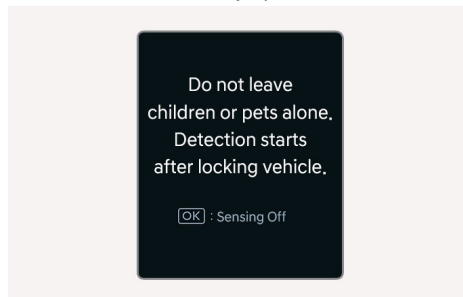 Do not leave
children or pets alone.
Detection starts
after locking vehicle.
OK : Sensing Off